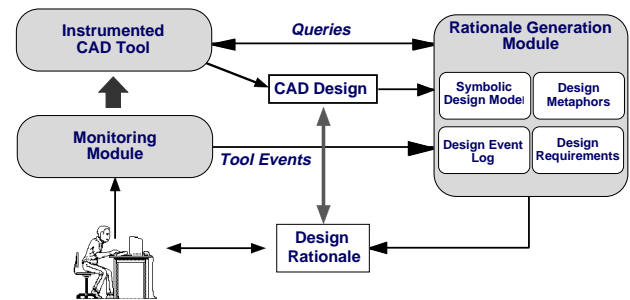 Instrumented
CAD Tool
Queries
Rationale Generation
Module
CAD Design
Symbolic
Design Model
Design
Metaphors
Monitoring
Module
Tool Events
Design Event
Log
Design
Requirements
Design
Rationale